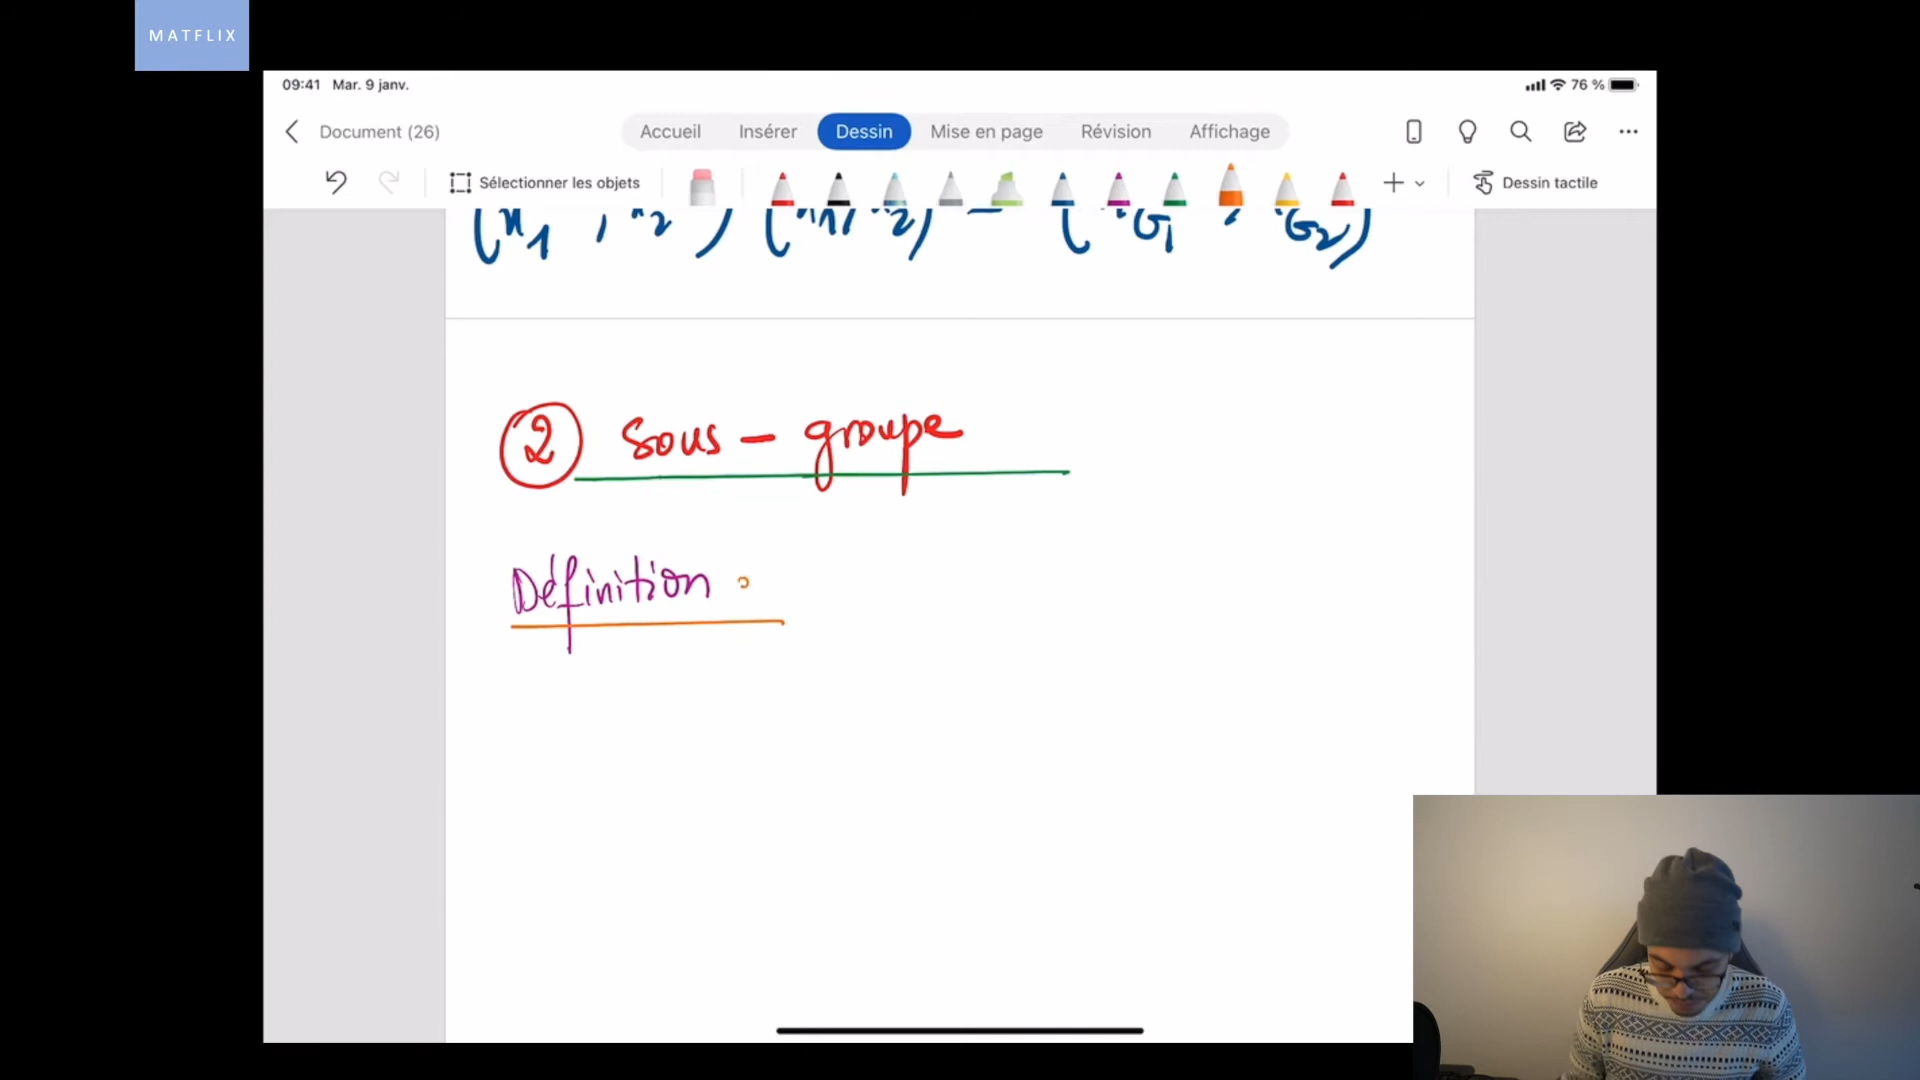 MATFLIX
09:41 Mar. 9 janv.
76 %
Document (26)
Accueil Insérer Dessin Mise en page Révision Affichage
Sélectionner les objets
Dessin tactile
2 Sous - groupe
Définition :